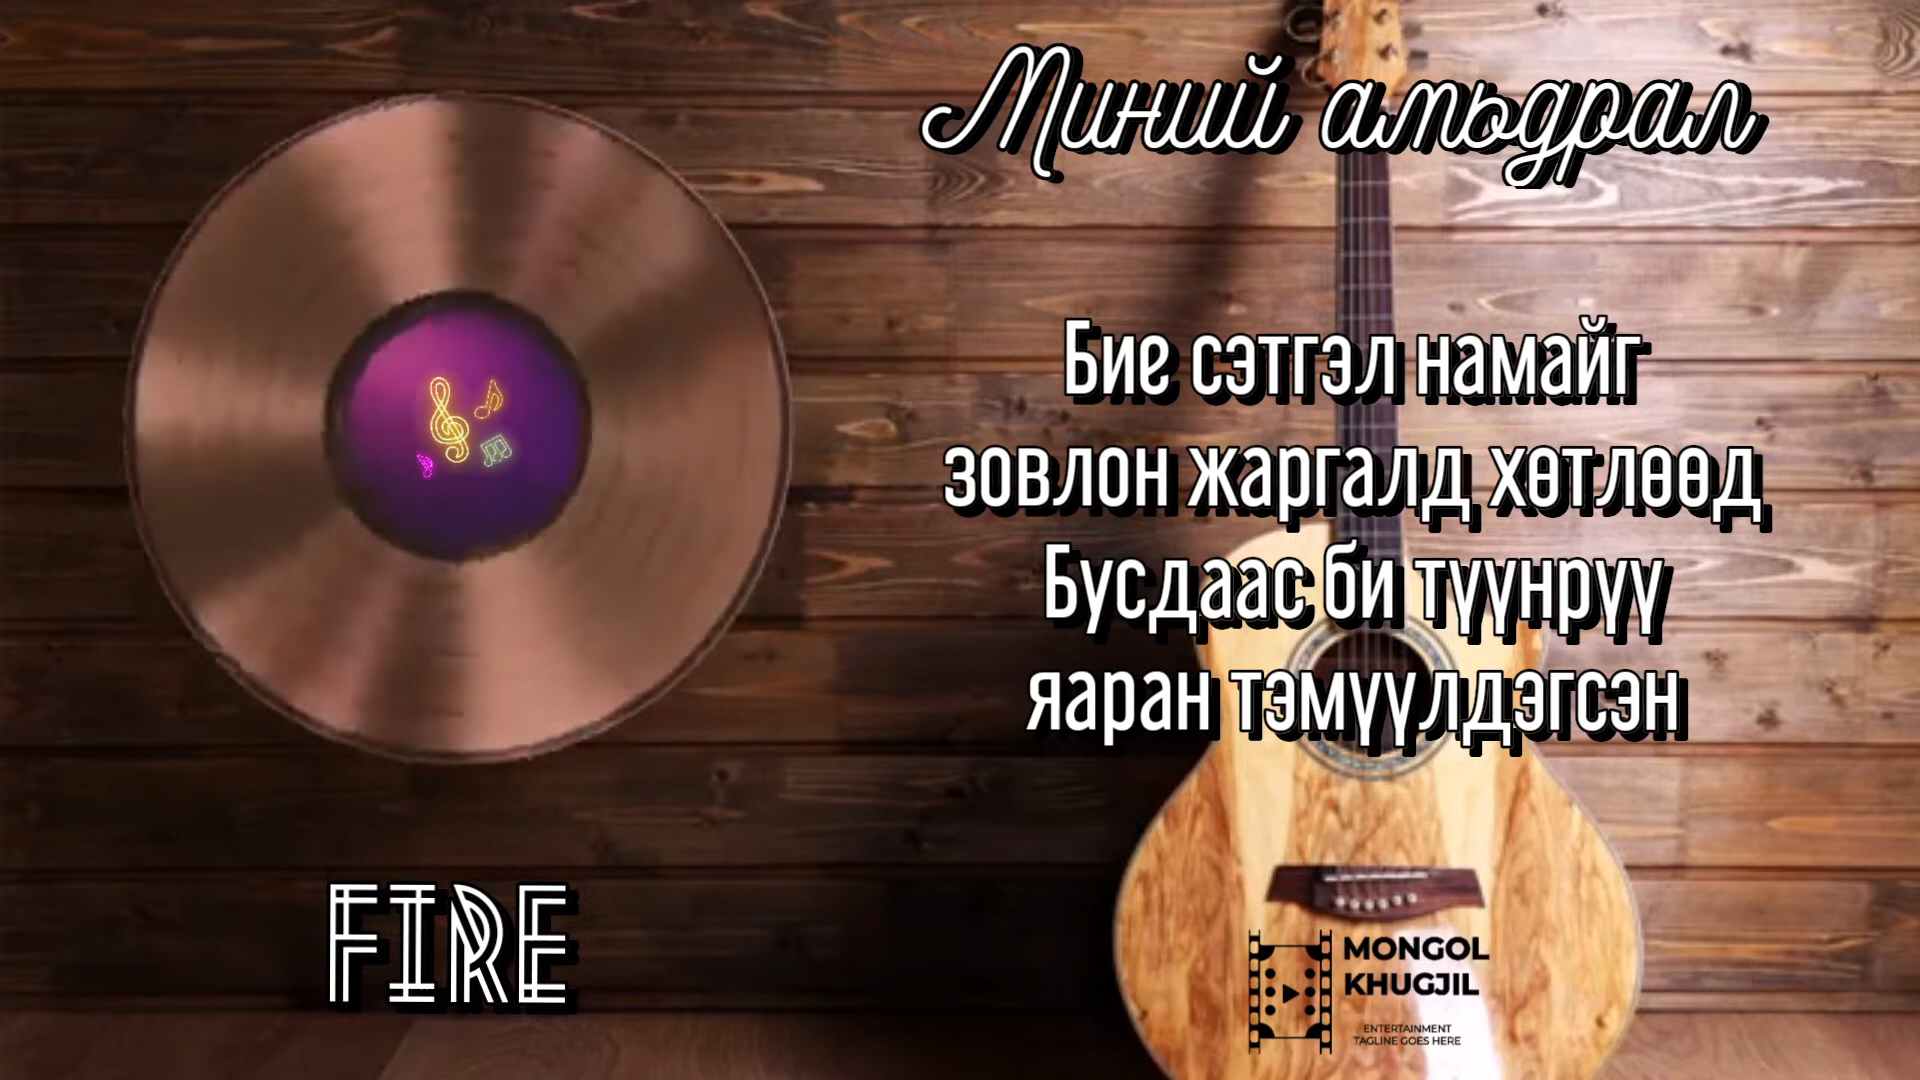 Миний амьдрал
Бие сэтгэл намайг
зовлон жаргалд хөтлөөд
Бусдаас би түүнрүү
яаран тэмүүлдэгсэн
FIRE
MONGOL
KHUGJIL
ENTERTAINMENT
TAGLINE GOES HERE